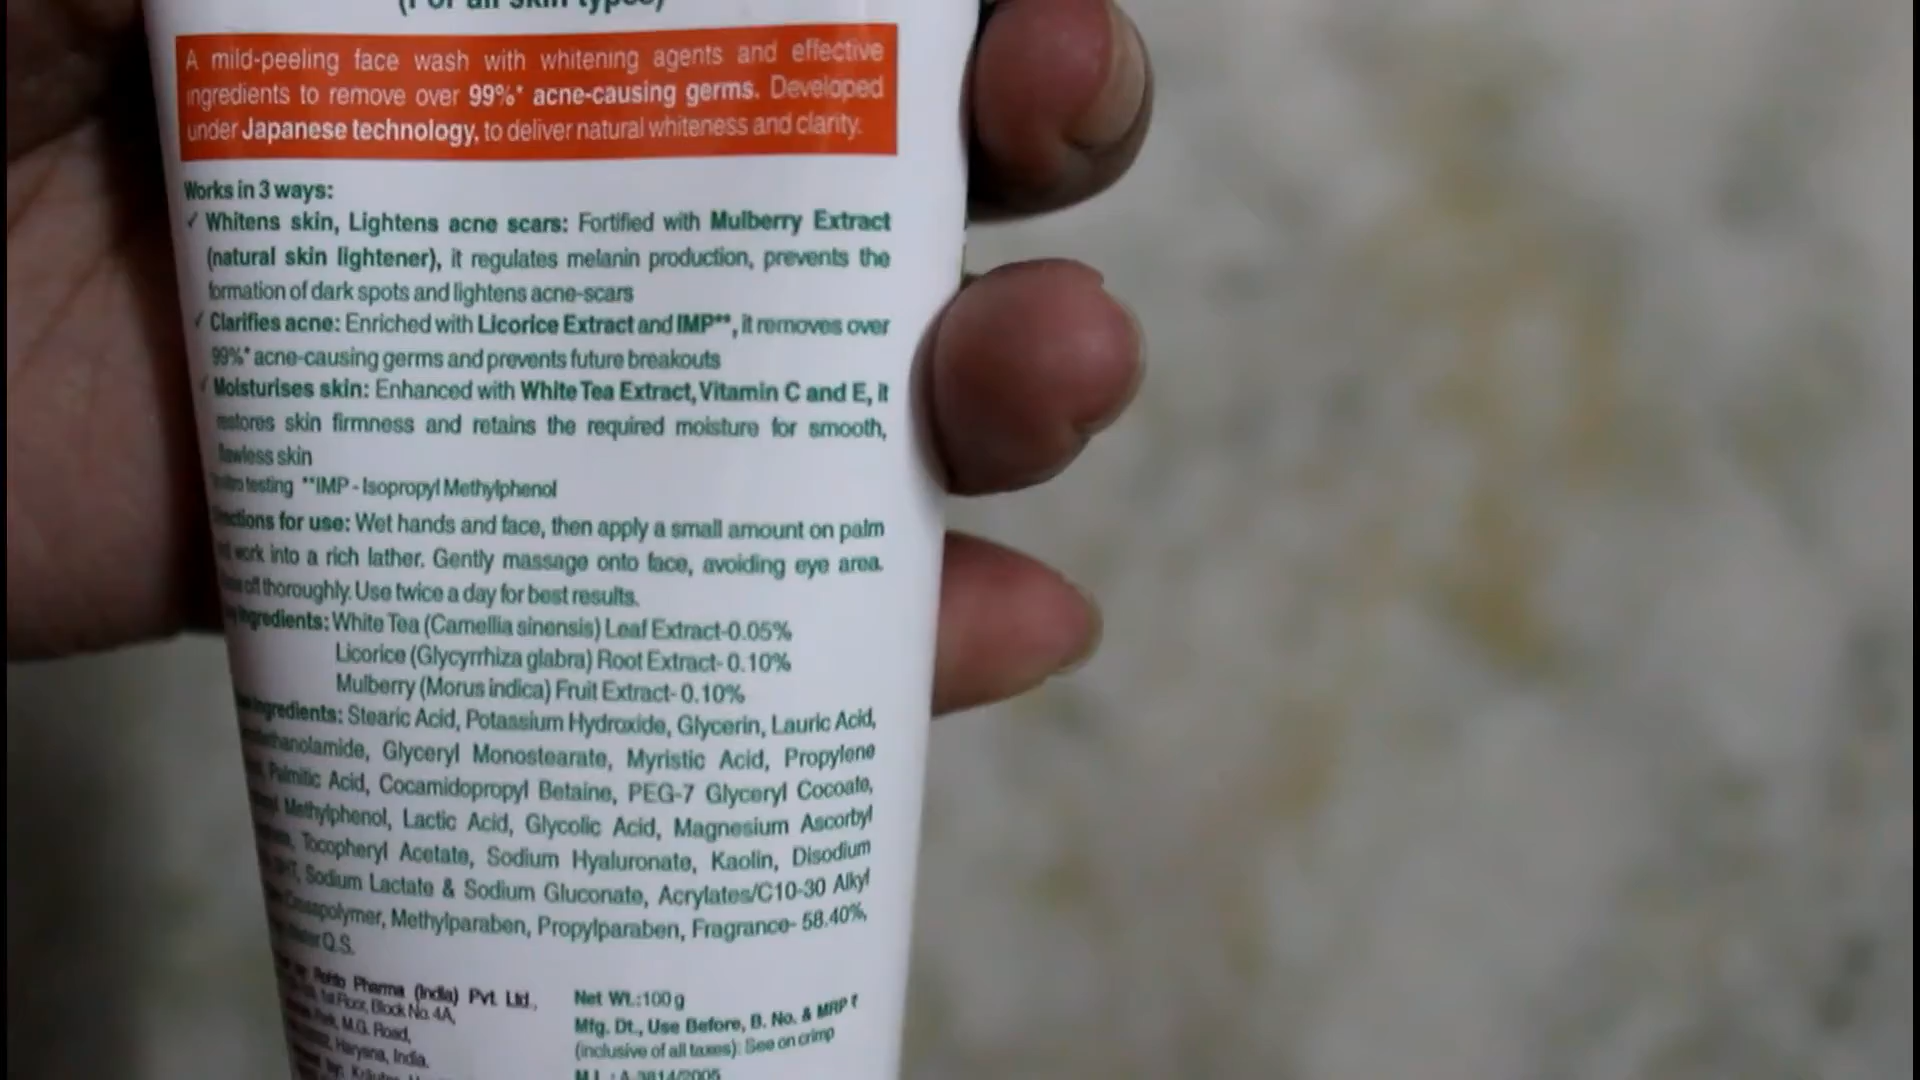 (For all skin types)
A mild-peeling face wash with whitening agents and effective
ingredients to remove over 99%* acne-causing germs. Developed
under Japanese technology, to deliver natural whiteness and clarity.
Works in 3 ways:
✓ Whitens skin, Lightens acne scars: Fortified with Mulberry Extract
(natural skin lightener), it regulates melanin production, prevents the
formation of dark spots and lightens acne-scars
✓ Clarifies acne: Enriched with Licorice Extract and IMP**, it removes over
99%* acne-causing germs and prevents future breakouts
✓ Moisturises skin: Enhanced with White Tea Extract, Vitamin C and E, it
restores skin firmness and retains the required moisture for smooth,
flawless skin
testing **IMP - Isopropyl Methylphenol
for use: Wet hands and face, then apply a small amount on palm
work into a rich lather. Gently massage onto face, avoiding eye area.
off thoroughly. Use twice a day for best results.
Ingredients: White Tea (Camellia sinensis) Leaf Extract-0.05%
Licorice (Glycyrrhiza glabra) Root Extract- 0.10%
Mulberry (Morus indica) Fruit Extract- 0.10%
Ingredients: Stearic Acid, Potassium Hydroxide, Glycerin, Lauric Acid,
Glyceryl Monostearate, Myristic Acid, Propylene
Palmitic Acid, Cocamidopropyl Betaine, PEG-7 Glyceryl Cocoate,
Methylphenol, Lactic Acid, Glycolic Acid, Magnesium Ascorbyl
Tocopheryl Acetate, Sodium Hyaluronate, Kaolin, Disodium
Sodium Lactate & Sodium Gluconate, Acrylates/C10-30 Alkyl
Crosspolymer, Methylparaben, Propylparaben, Fragrance- 58.40%,
Q.S.
Rohto Pharma (India) Pvt. Ltd.,
1st Floor, Block No. 4A,
M.G. Road,
Haryana, India.
Net Wt.:100 g
Mfg. Dt., Use Before, B. No. & MRP ₹
(inclusive of all taxes): See on crimp
M.L.: A-3814/2005